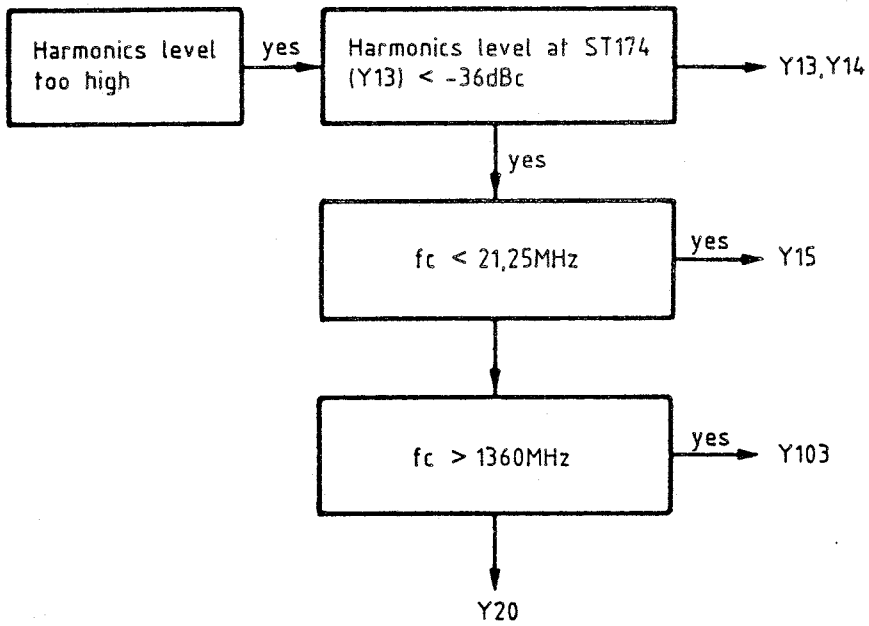 Harmonics level
too high
yes
Harmonics level at ST174
(Y13) < -36dBc
Y13,Y14
yes
fc < 21,25MHz
yes
Y15
fc > 1360MHz
yes
Y103
Y20